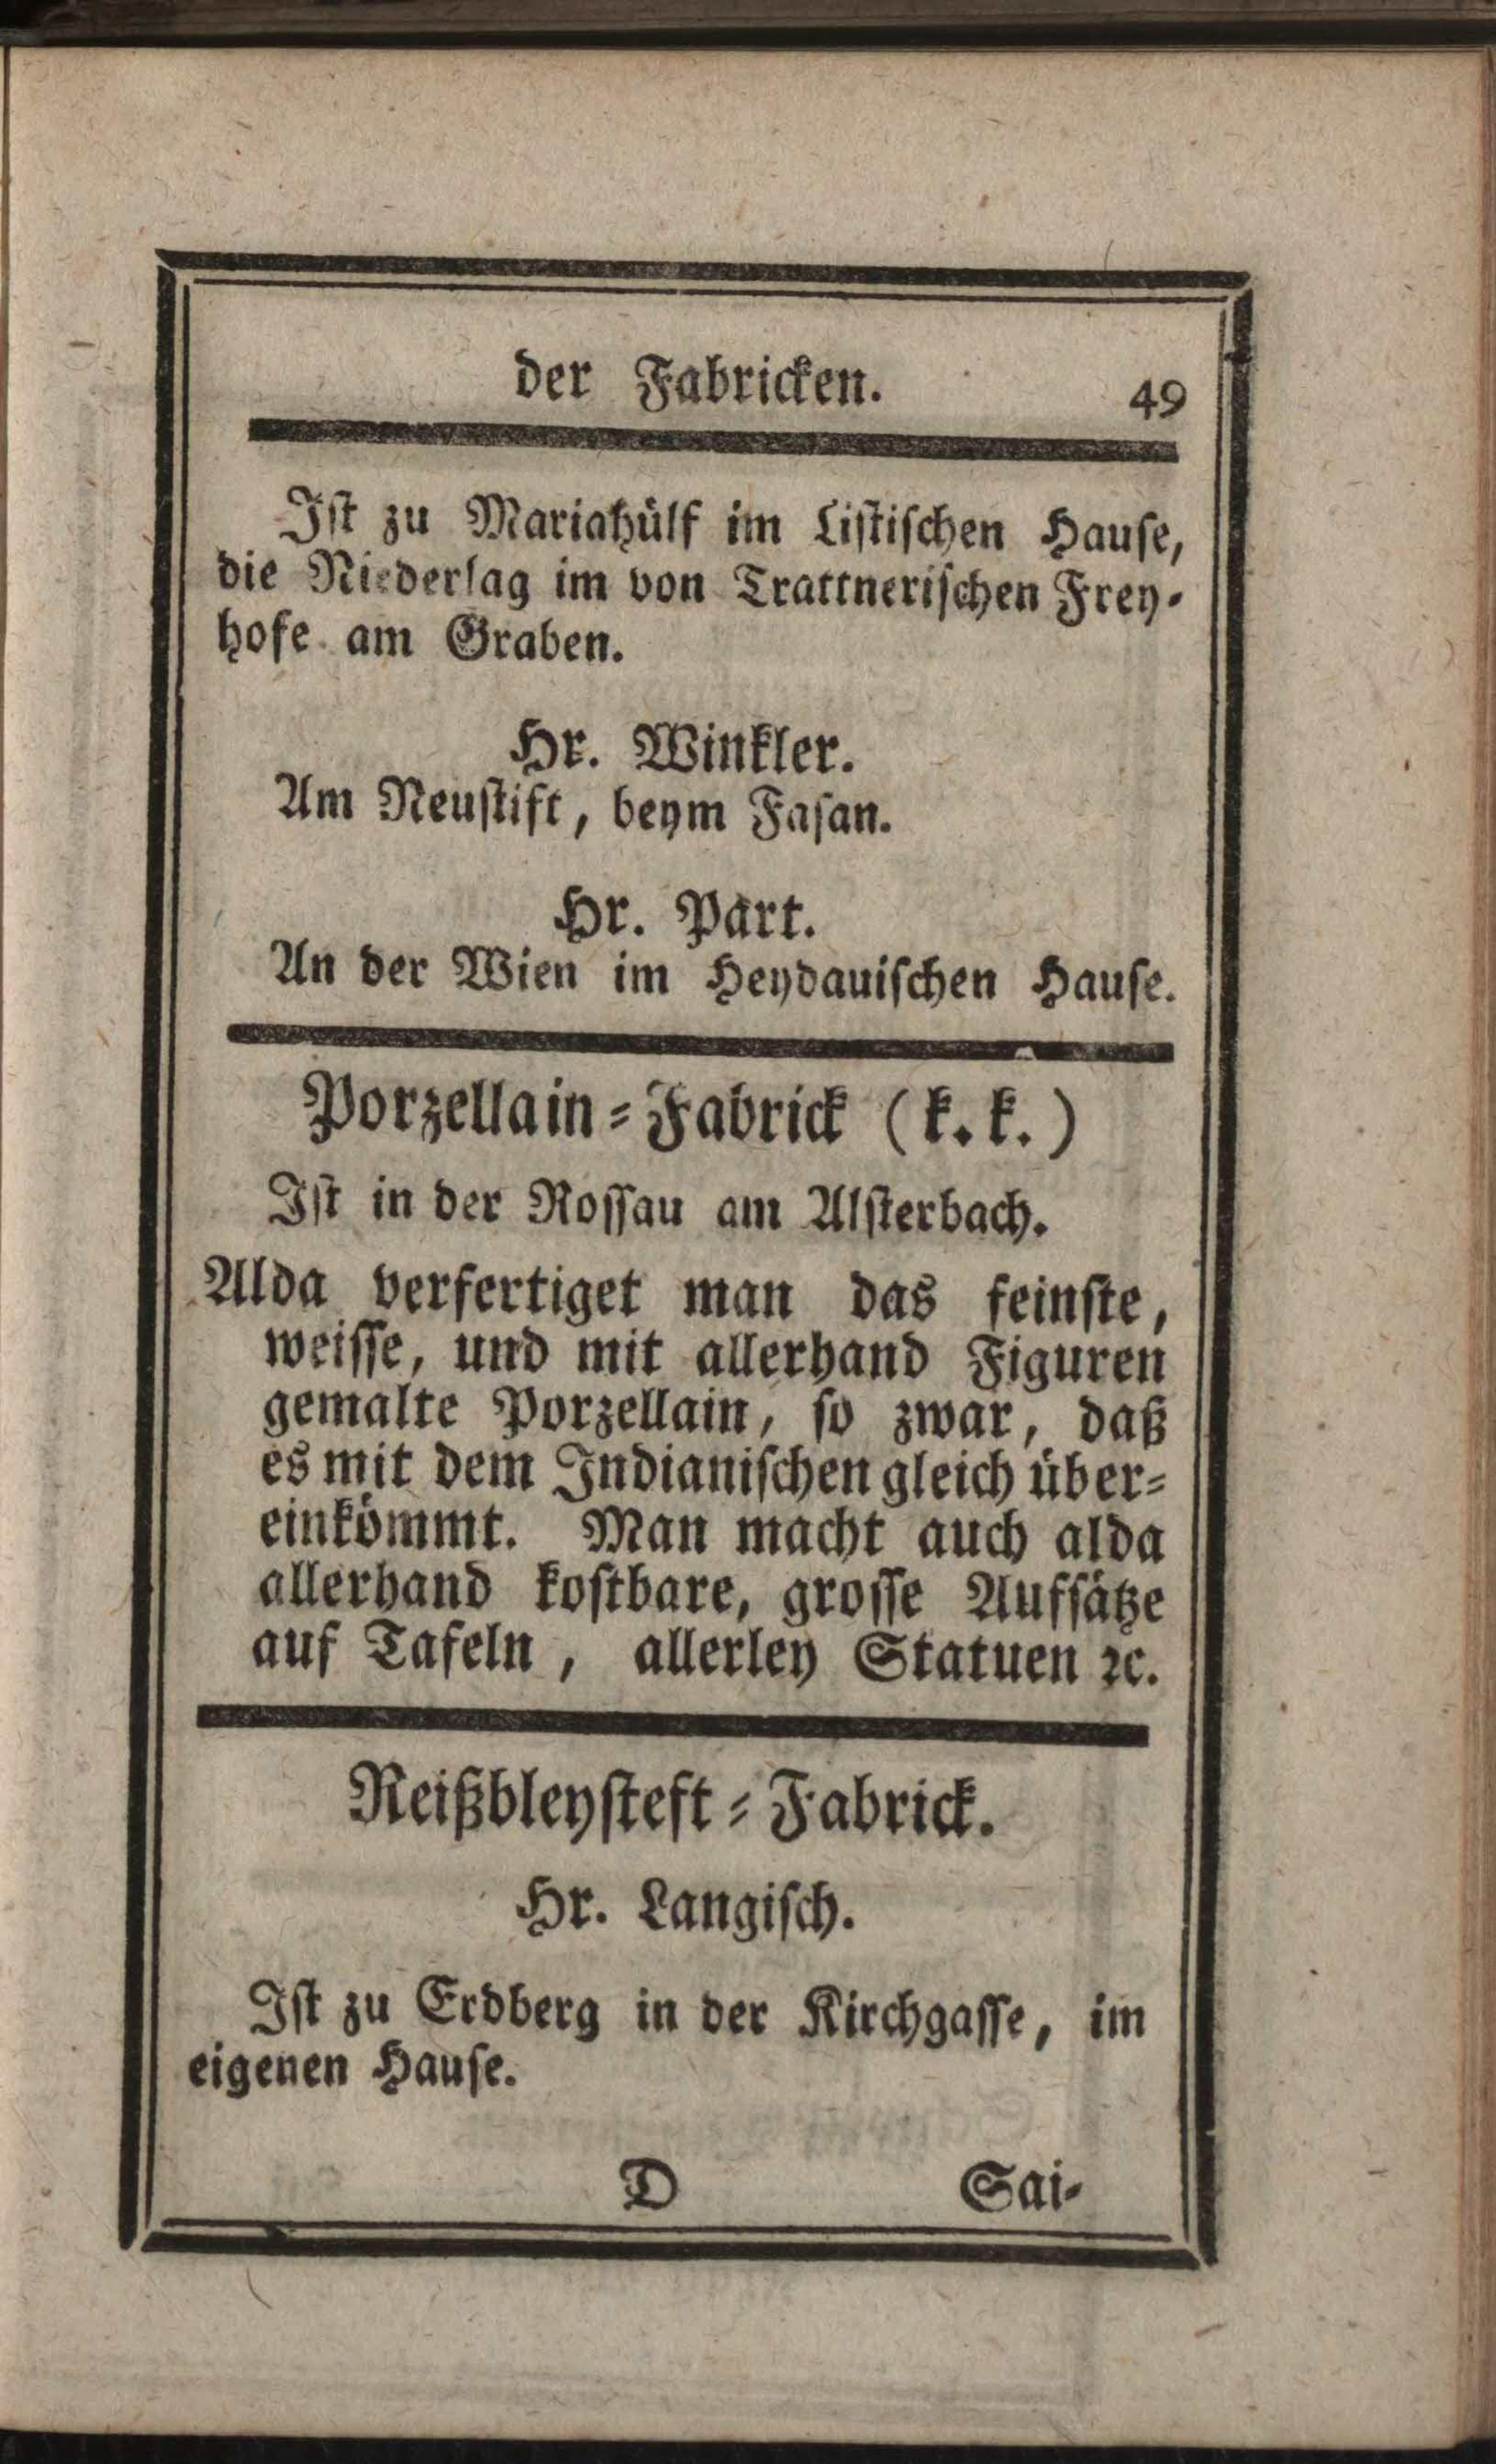 der Fabricken. 49
Ist zu Mariahülf im Listischen Hause,
die Niederlag im von Trattnerischen Frey-
hofe am Graben.
Hr. Winkler.
Am Neustift, beym Fasan.
Hr. Pärt.
An der Wien im Heydauischen Hause.
Porzellain-Fabrick (k. k.)
Ist in der Rossau am Alsterbach.
Alda verfertiget man das feinste,
weisse, und mit allerhand Figuren
gemalte Porzellain, so zwar, daß
es mit dem Indianischen gleich über-
einkömmt. Man macht auch alda
allerhand kostbare, grosse Aufsätze
auf Tafeln, allerley Statuen ꝛc.
Reißbleysteft-Fabrick.
Hr. Langisch.
Ist zu Erdberg in der Kirchgasse, im
eigenen Hause.
D Sai-